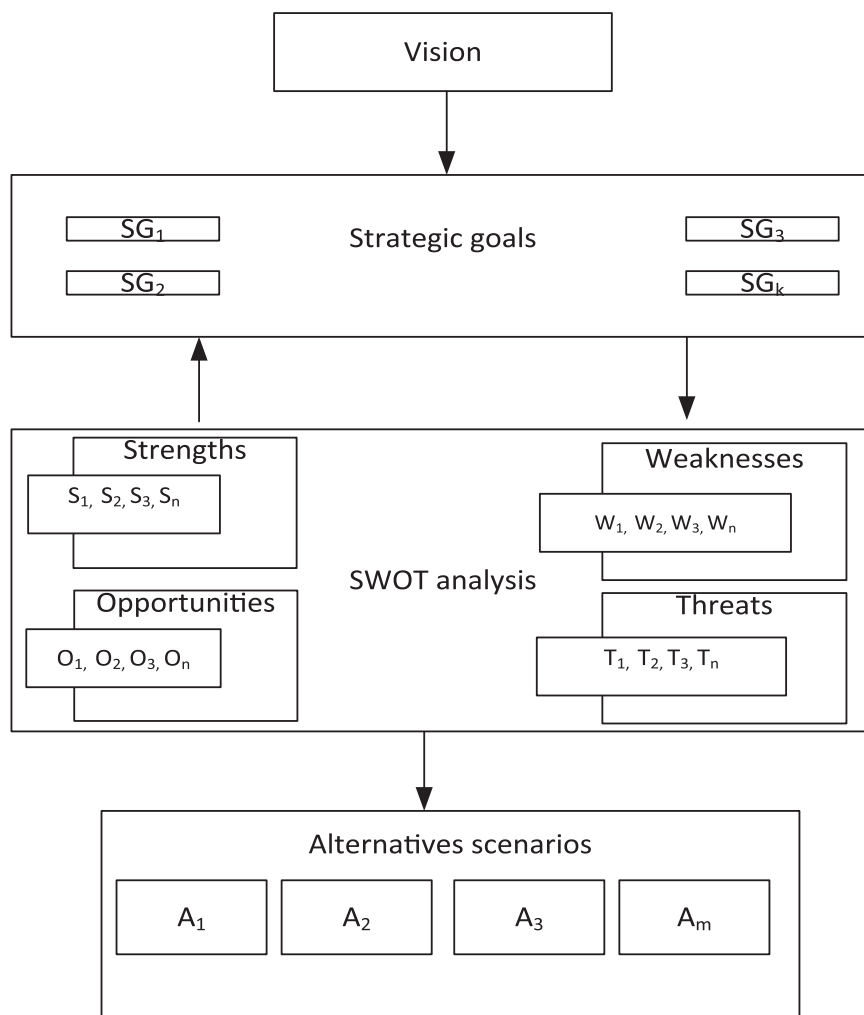 Vision
Strategic goals
SG₁
SG₂
SG₃
SGₖ
SWOT analysis
Strengths
S₁, S₂, S₃, Sₙ
Weaknesses
W₁, W₂, W₃, Wₙ
Opportunities
O₁, O₂, O₃, Oₙ
Threats
T₁, T₂, T₃, Tₙ
Alternatives scenarios
A₁
A₂
A₃
Aₘ